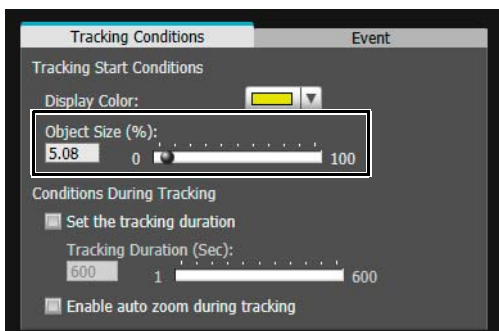 Tracking Conditions Event
Tracking Start Conditions
Display Color:
Object Size (%):
5.08 0 100
Conditions During Tracking
Set the tracking duration
Tracking Duration (Sec):
600 1 600
Enable auto zoom during tracking